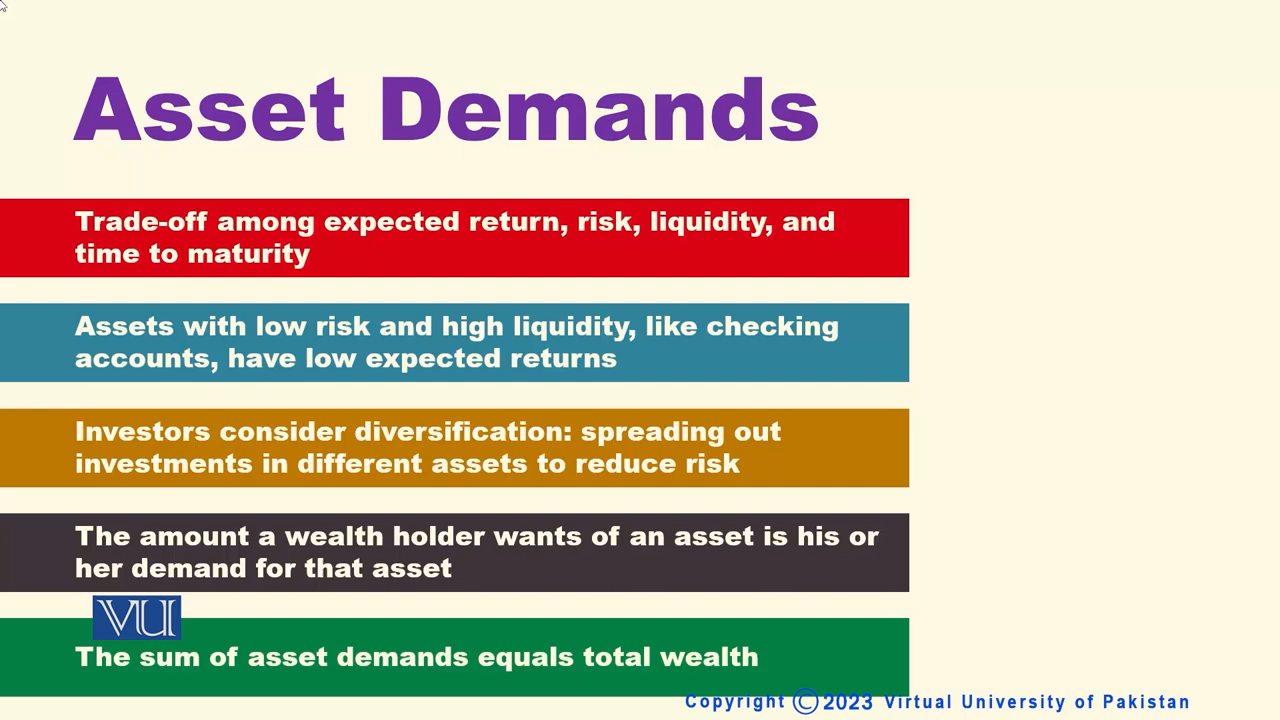 Asset Demands
Trade-off among expected return, risk, liquidity, and
time to maturity
Assets with low risk and high liquidity, like checking
accounts, have low expected returns
Investors consider diversification: spreading out
investments in different assets to reduce risk
The amount a wealth holder wants of an asset is his or
her demand for that asset
VU
The sum of asset demands equals total wealth
Copyright ©2023 Virtual University of Pakistan